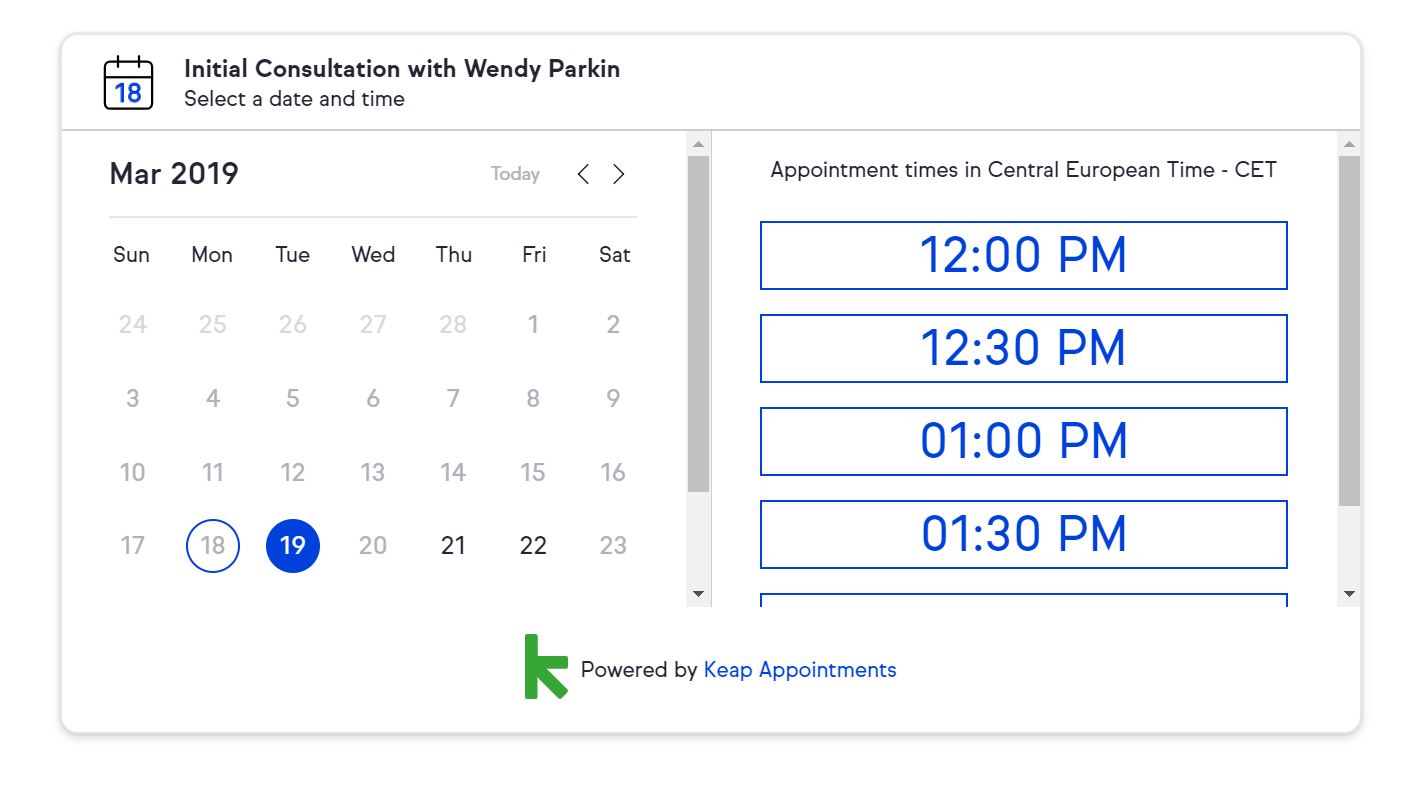 18
Initial Consultation with Wendy Parkin
Select a date and time
Mar 2019
Today
Sun Mon Tue Wed Thu Fri Sat
24 25 26 27 28 1 2
3 4 5 6 7 8 9
10 11 12 13 14 15 16
17 18 19 20 21 22 23
Appointment times in Central European Time - CET
12:00 PM
12:30 PM
01:00 PM
01:30 PM
Powered by Keap Appointments